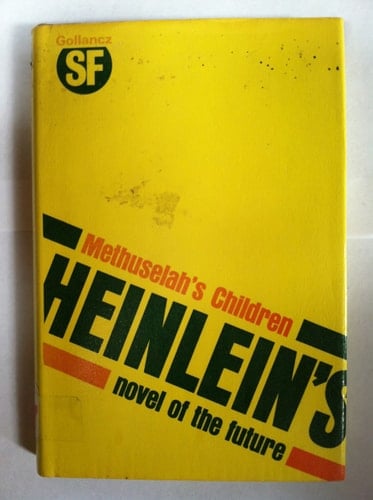 Gollancz
SF
Methuselah's Children
HEINLEIN'S
novel of the future